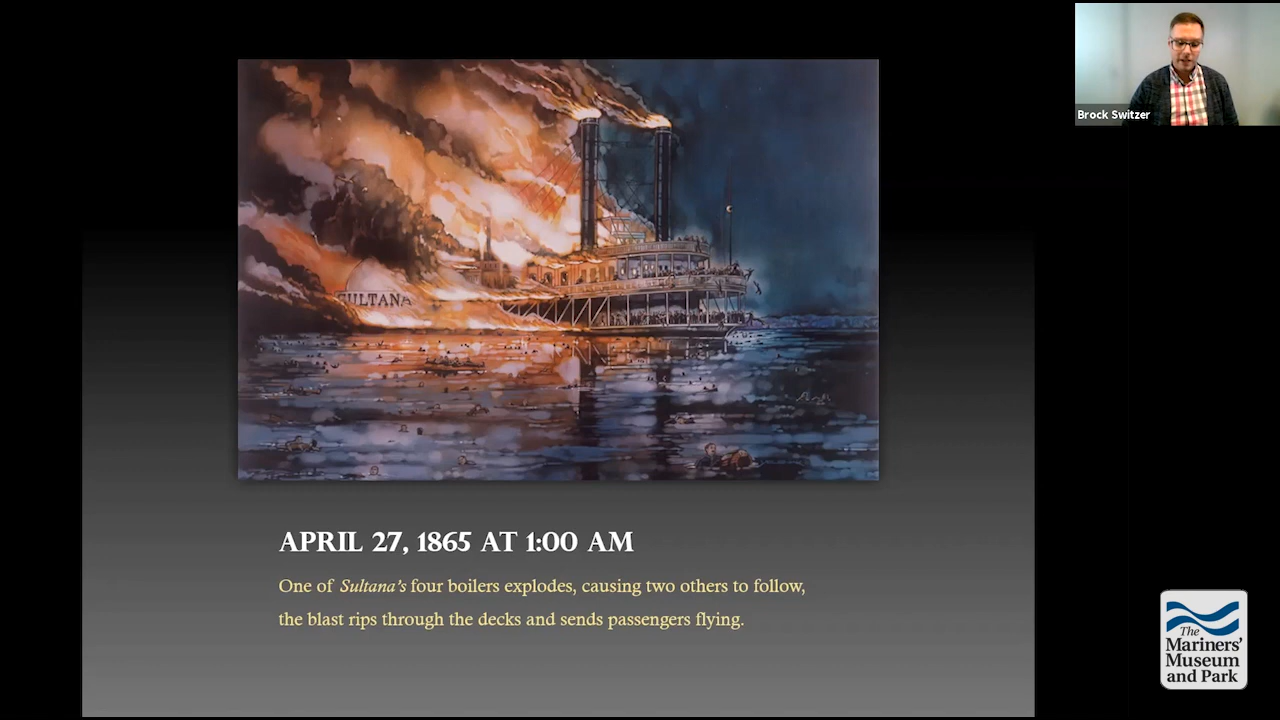 Brock Switzer
SULTANA
APRIL 27, 1865 AT 1:00 AM
One of Sultana's four boilers explodes, causing two others to follow,
the blast rips through the decks and sends passengers flying.
The
Mariners'
Museum
and Park